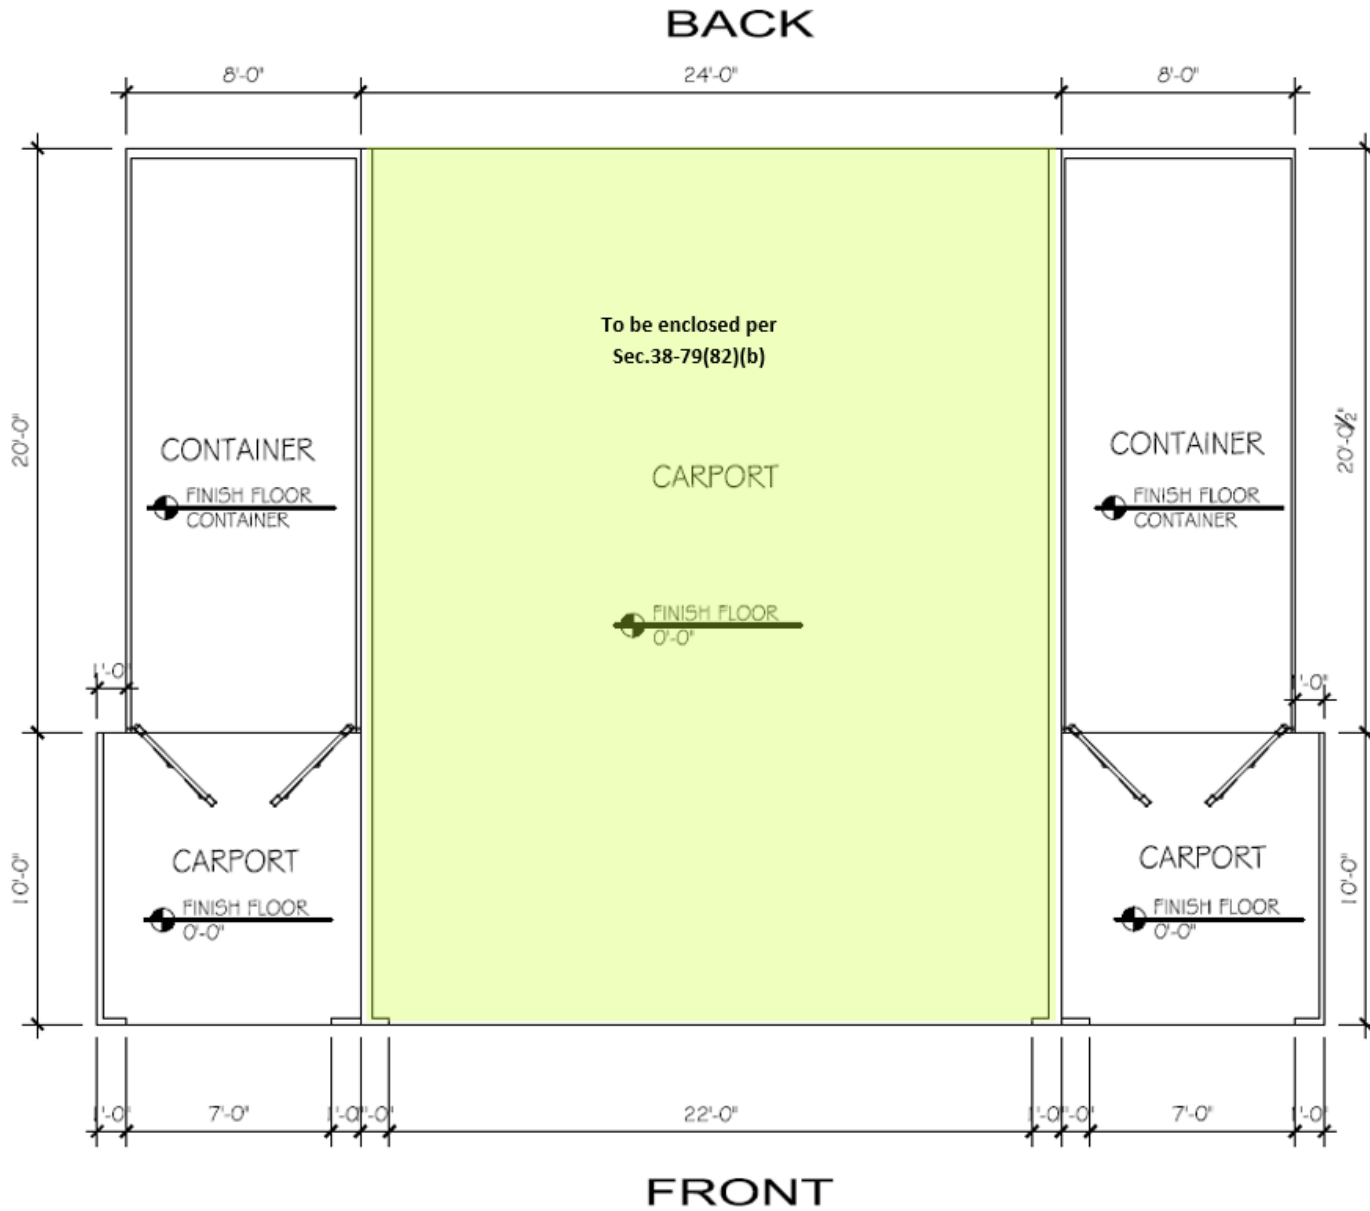 BACK
8'-0" 24'-0" 8'-0"
To be enclosed per
Sec.38-79(82)(b)
20'-0"
20'-0½"
CONTAINER
FINISH FLOOR
CONTAINER
CARPORT
CONTAINER
FINISH FLOOR
CONTAINER
FINISH FLOOR
0'-0"
1'-0"
1'-0"
10'-0"
CARPORT
FINISH FLOOR
0'-0"
CARPORT
FINISH FLOOR
0'-0"
10'-0"
1'-0" 7'-0" 1'-0" 1'-0" 22'-0" 1'-0" 1'-0" 7'-0" 1'-0"
FRONT